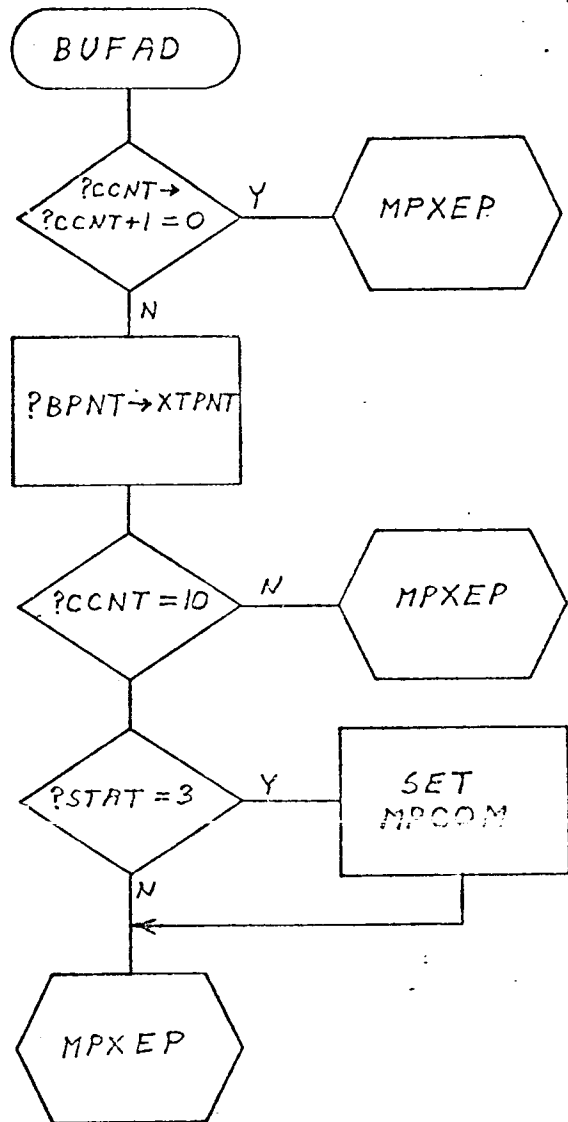 BUFAD
?CCNT→
?CCNT+1=0
Y
MPXEP
N
?BPNT→XTPNT
?CCNT=10
N
MPXEP
?STAT=3
Y
SET
MPCOM
N
MPXEP